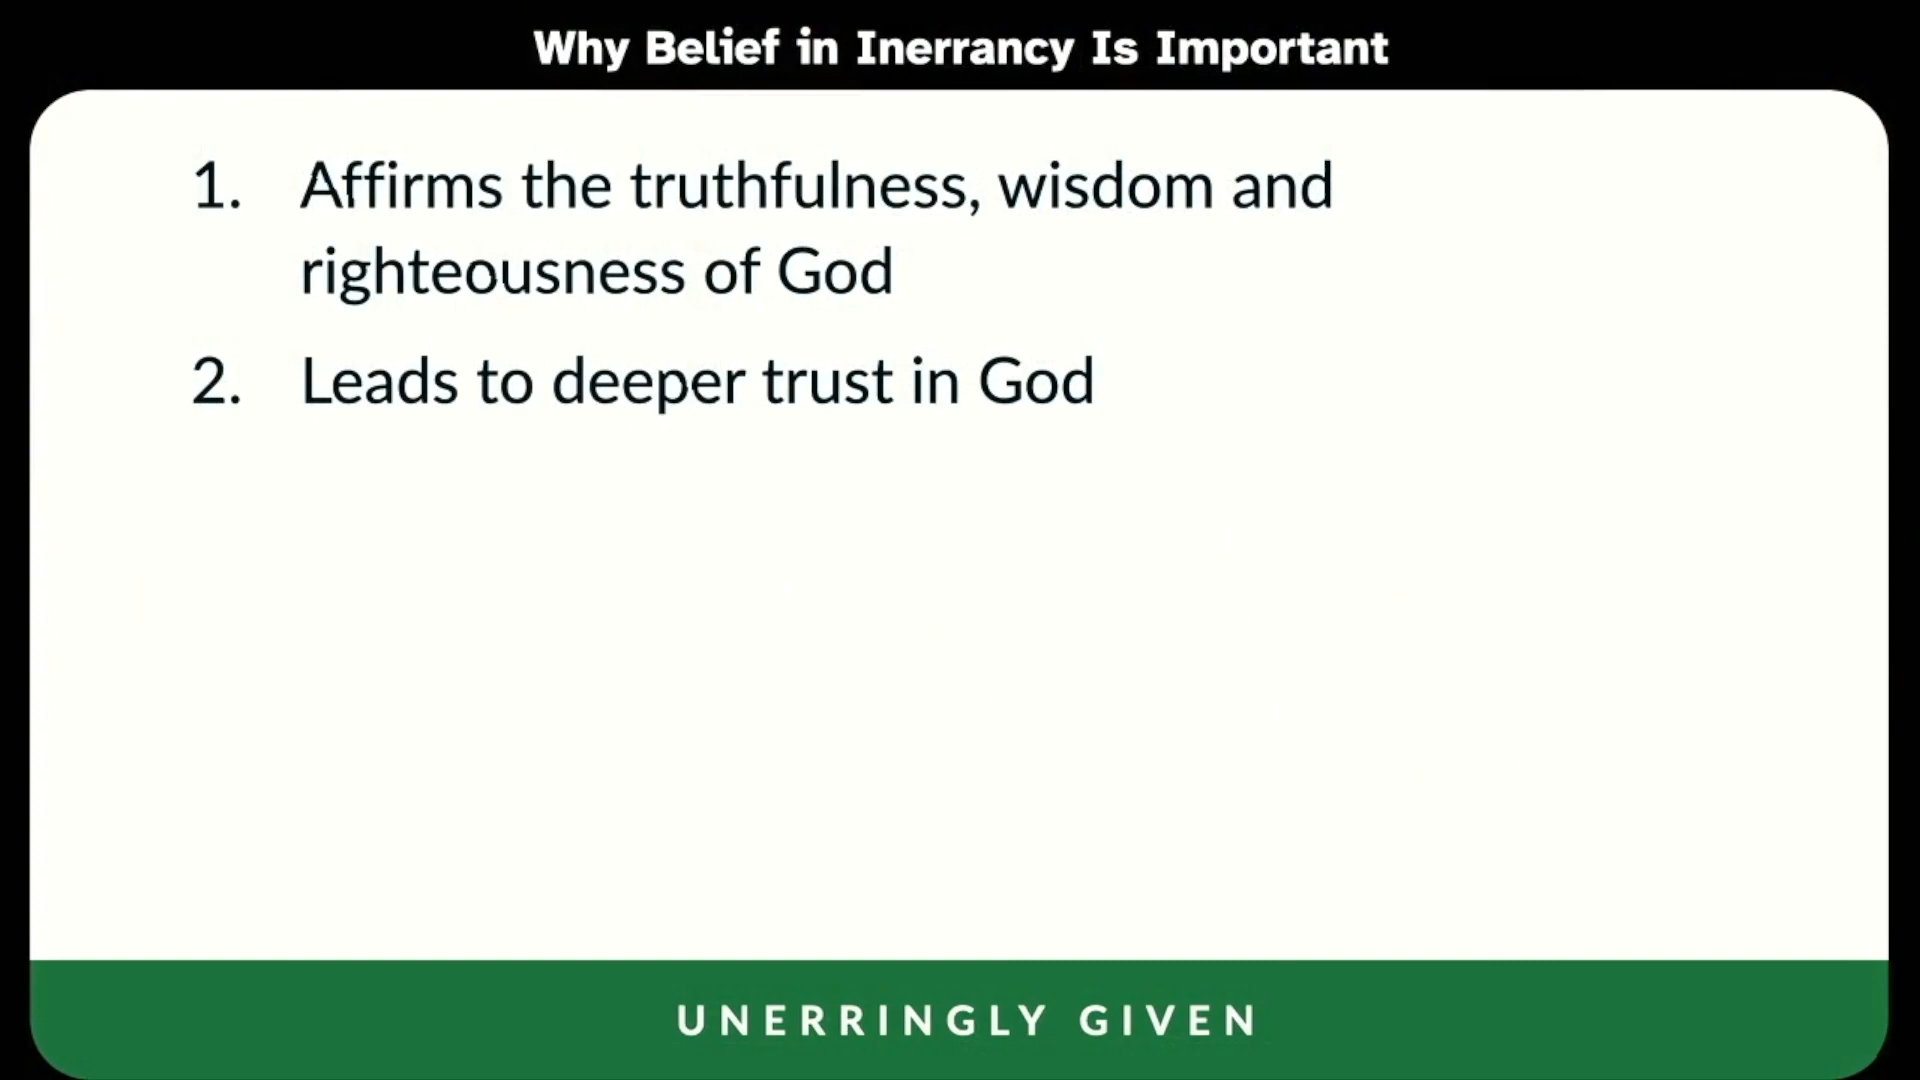 Why Belief in Inerrancy Is Important
1. Affirms the truthfulness, wisdom and
righteousness of God
2. Leads to deeper trust in God
UNERRINGLY GIVEN